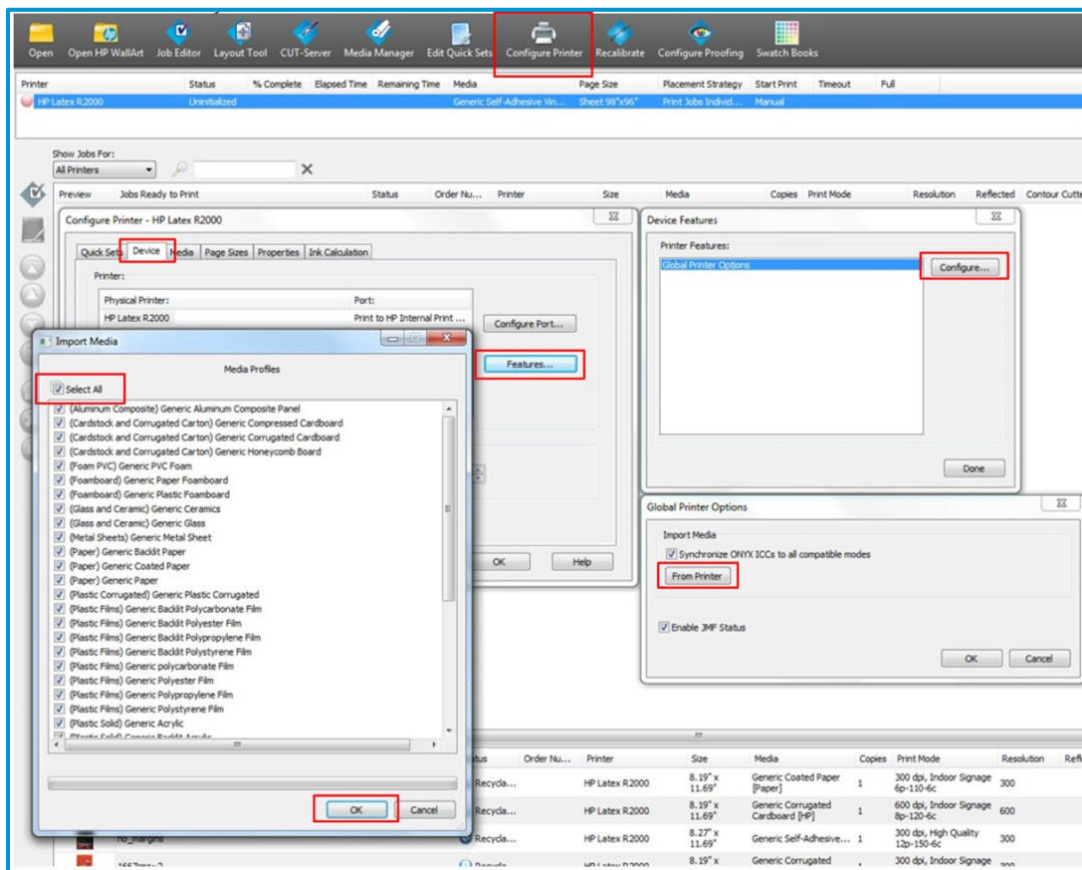 Open Open HP WallArt Job Editor Layout Tool CUT-Server Media Manager Edit Quick Sets Configure Printer Recalibrate Configure Proofing Swatch Books
Printer Status % Complete Elapsed Time Remaining Time Media Page Size Placement Strategy Start Print Timeout Full
HP Latex R2000 Uninitialized Generic Self-Adhesive Vin... Sheet 98"x96" Print Jobs Individ... Manual
Show Jobs For:
All Printers
Preview Jobs Ready to Print Status Order Nu... Printer Size Media Copies Print Mode Resolution Reflected Contour Cutte
Configure Printer - HP Latex R2000
Quick Sets Device Media Page Sizes Properties Ink Calculation
Printer:
Physical Printer: Port:
HP Latex R2000 Print to HP Internal Print ...
Configure Port...
Features...
OK Help
Device Features
Printer Features:
Global Printer Options
Configure...
Done
Import Media
Media Profiles
Select All
(Aluminum Composite) Generic Aluminum Composite Panel
(Cardstock and Corrugated Carton) Generic Compressed Cardboard
(Cardstock and Corrugated Carton) Generic Corrugated Cardboard
(Cardstock and Corrugated Carton) Generic Honeycomb Board
(Foam PVC) Generic PVC Foam
(Foamboard) Generic Paper Foamboard
(Foamboard) Generic Plastic Foamboard
(Glass and Ceramic) Generic Ceramics
(Glass and Ceramic) Generic Glass
(Metal Sheets) Generic Metal Sheet
(Paper) Generic Backlit Paper
(Paper) Generic Coated Paper
(Paper) Generic Paper
(Plastic Corrugated) Generic Plastic Corrugated
(Plastic Films) Generic Backlit Polycarbonate Film
(Plastic Films) Generic Backlit Polyester Film
(Plastic Films) Generic Backlit Polypropylene Film
(Plastic Films) Generic Backlit Polystyrene Film
(Plastic Films) Generic polycarbonate Film
(Plastic Films) Generic Polyester Film
(Plastic Films) Generic Polypropylene Film
(Plastic Films) Generic Polystyrene Film
(Plastic Solid) Generic Acrylic
(Plastic Solid) Generic Backlit Acrylic
OK Cancel
Global Printer Options
Import Media
Synchronize ONYX ICCs to all compatible modes
From Printer
Enable JMF Status
OK Cancel
tus Order Nu... Printer Size Media Copies Print Mode Resolution Refl
Recycla... HP Latex R2000 8.19" x 11.69" Generic Coated Paper [Paper] 1 300 dpi, Indoor Signage 6p-110-6c 300
Recycla... HP Latex R2000 8.19" x 11.69" Generic Corrugated Cardboard [HP] 1 600 dpi, Indoor Signage 8p-120-6c 600
no_margins Recycla... HP Latex R2000 8.27" x 11.69" Generic Self-Adhesive... 1 300 dpi, High Quality 12p-150-6c 300
Recycla... HP Latex R2000 8.19" x Generic Corrugated 300 dpi, Indoor Signage 300